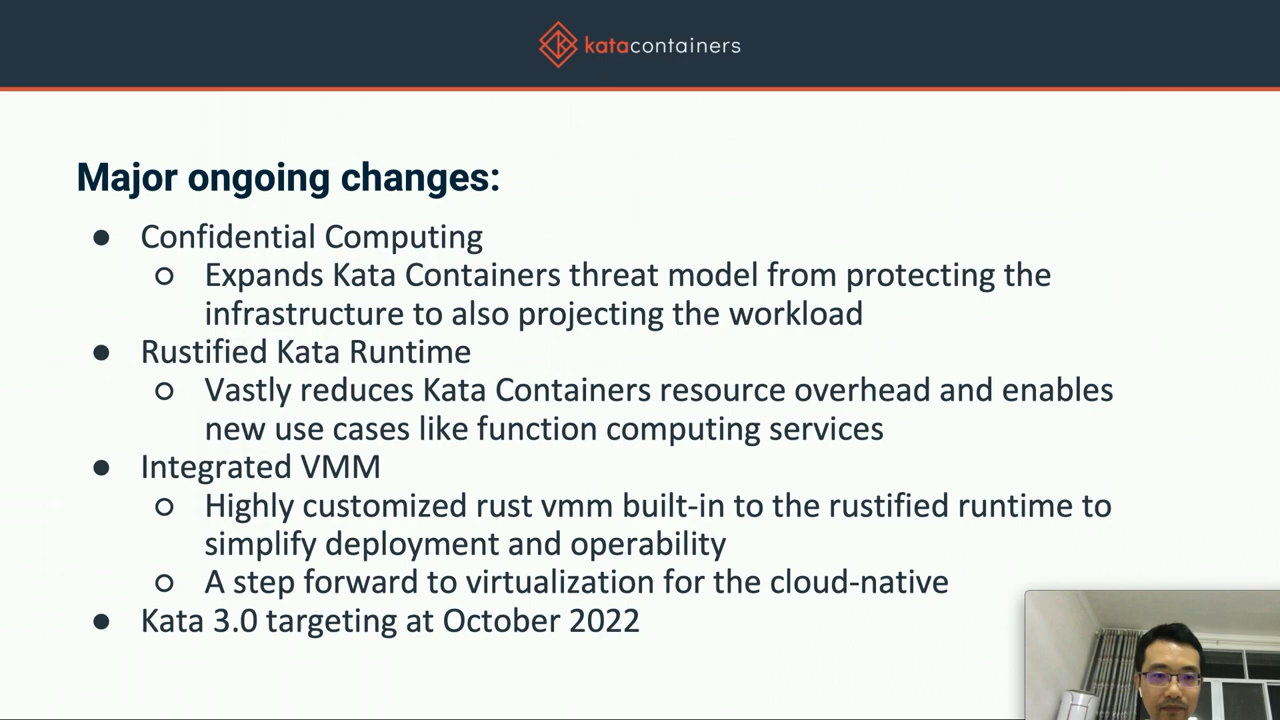 katacontainers
Major ongoing changes:
● Confidential Computing
○ Expands Kata Containers threat model from protecting the
infrastructure to also projecting the workload
● Rustified Kata Runtime
○ Vastly reduces Kata Containers resource overhead and enables
new use cases like function computing services
● Integrated VMM
○ Highly customized rust vmm built-in to the rustified runtime to
simplify deployment and operability
○ A step forward to virtualization for the cloud-native
● Kata 3.0 targeting at October 2022